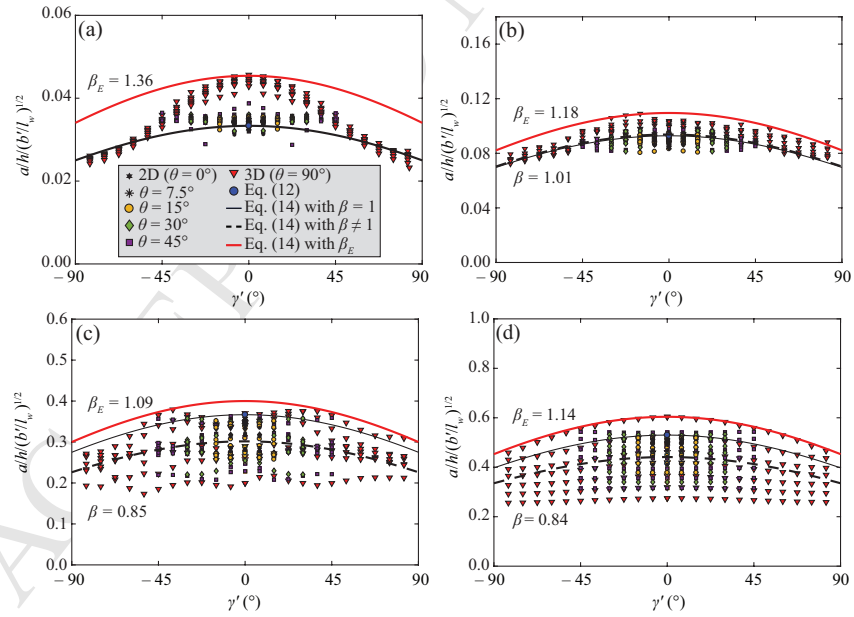 (a)
0.06
0.04
0.02
0.00
a/h/(b'/l_w)^{1/2}
β_E = 1.36
2D (θ = 0°)
θ = 7.5°
θ = 15°
θ = 30°
θ = 45°
3D (θ = 90°)
Eq. (12)
Eq. (14) with β = 1
Eq. (14) with β ≠ 1
Eq. (14) with β_E
−90 −45 0 45 90
γ' (°)
(b)
0.16
0.12
0.08
0.04
0.00
a/h/(b'/l_w)^{1/2}
β_E = 1.18
β = 1.01
−90 −45 0 45 90
γ' (°)
(c)
0.6
0.5
0.4
0.3
0.2
0.1
0.0
a/h/(b'/l_w)^{1/2}
β_E = 1.09
β = 0.85
−90 −45 0 45 90
γ' (°)
(d)
1.0
0.8
0.6
0.4
0.2
0.0
a/h/(b'/l_w)^{1/2}
β_E = 1.14
β = 0.84
−90 −45 0 45 90
γ' (°)